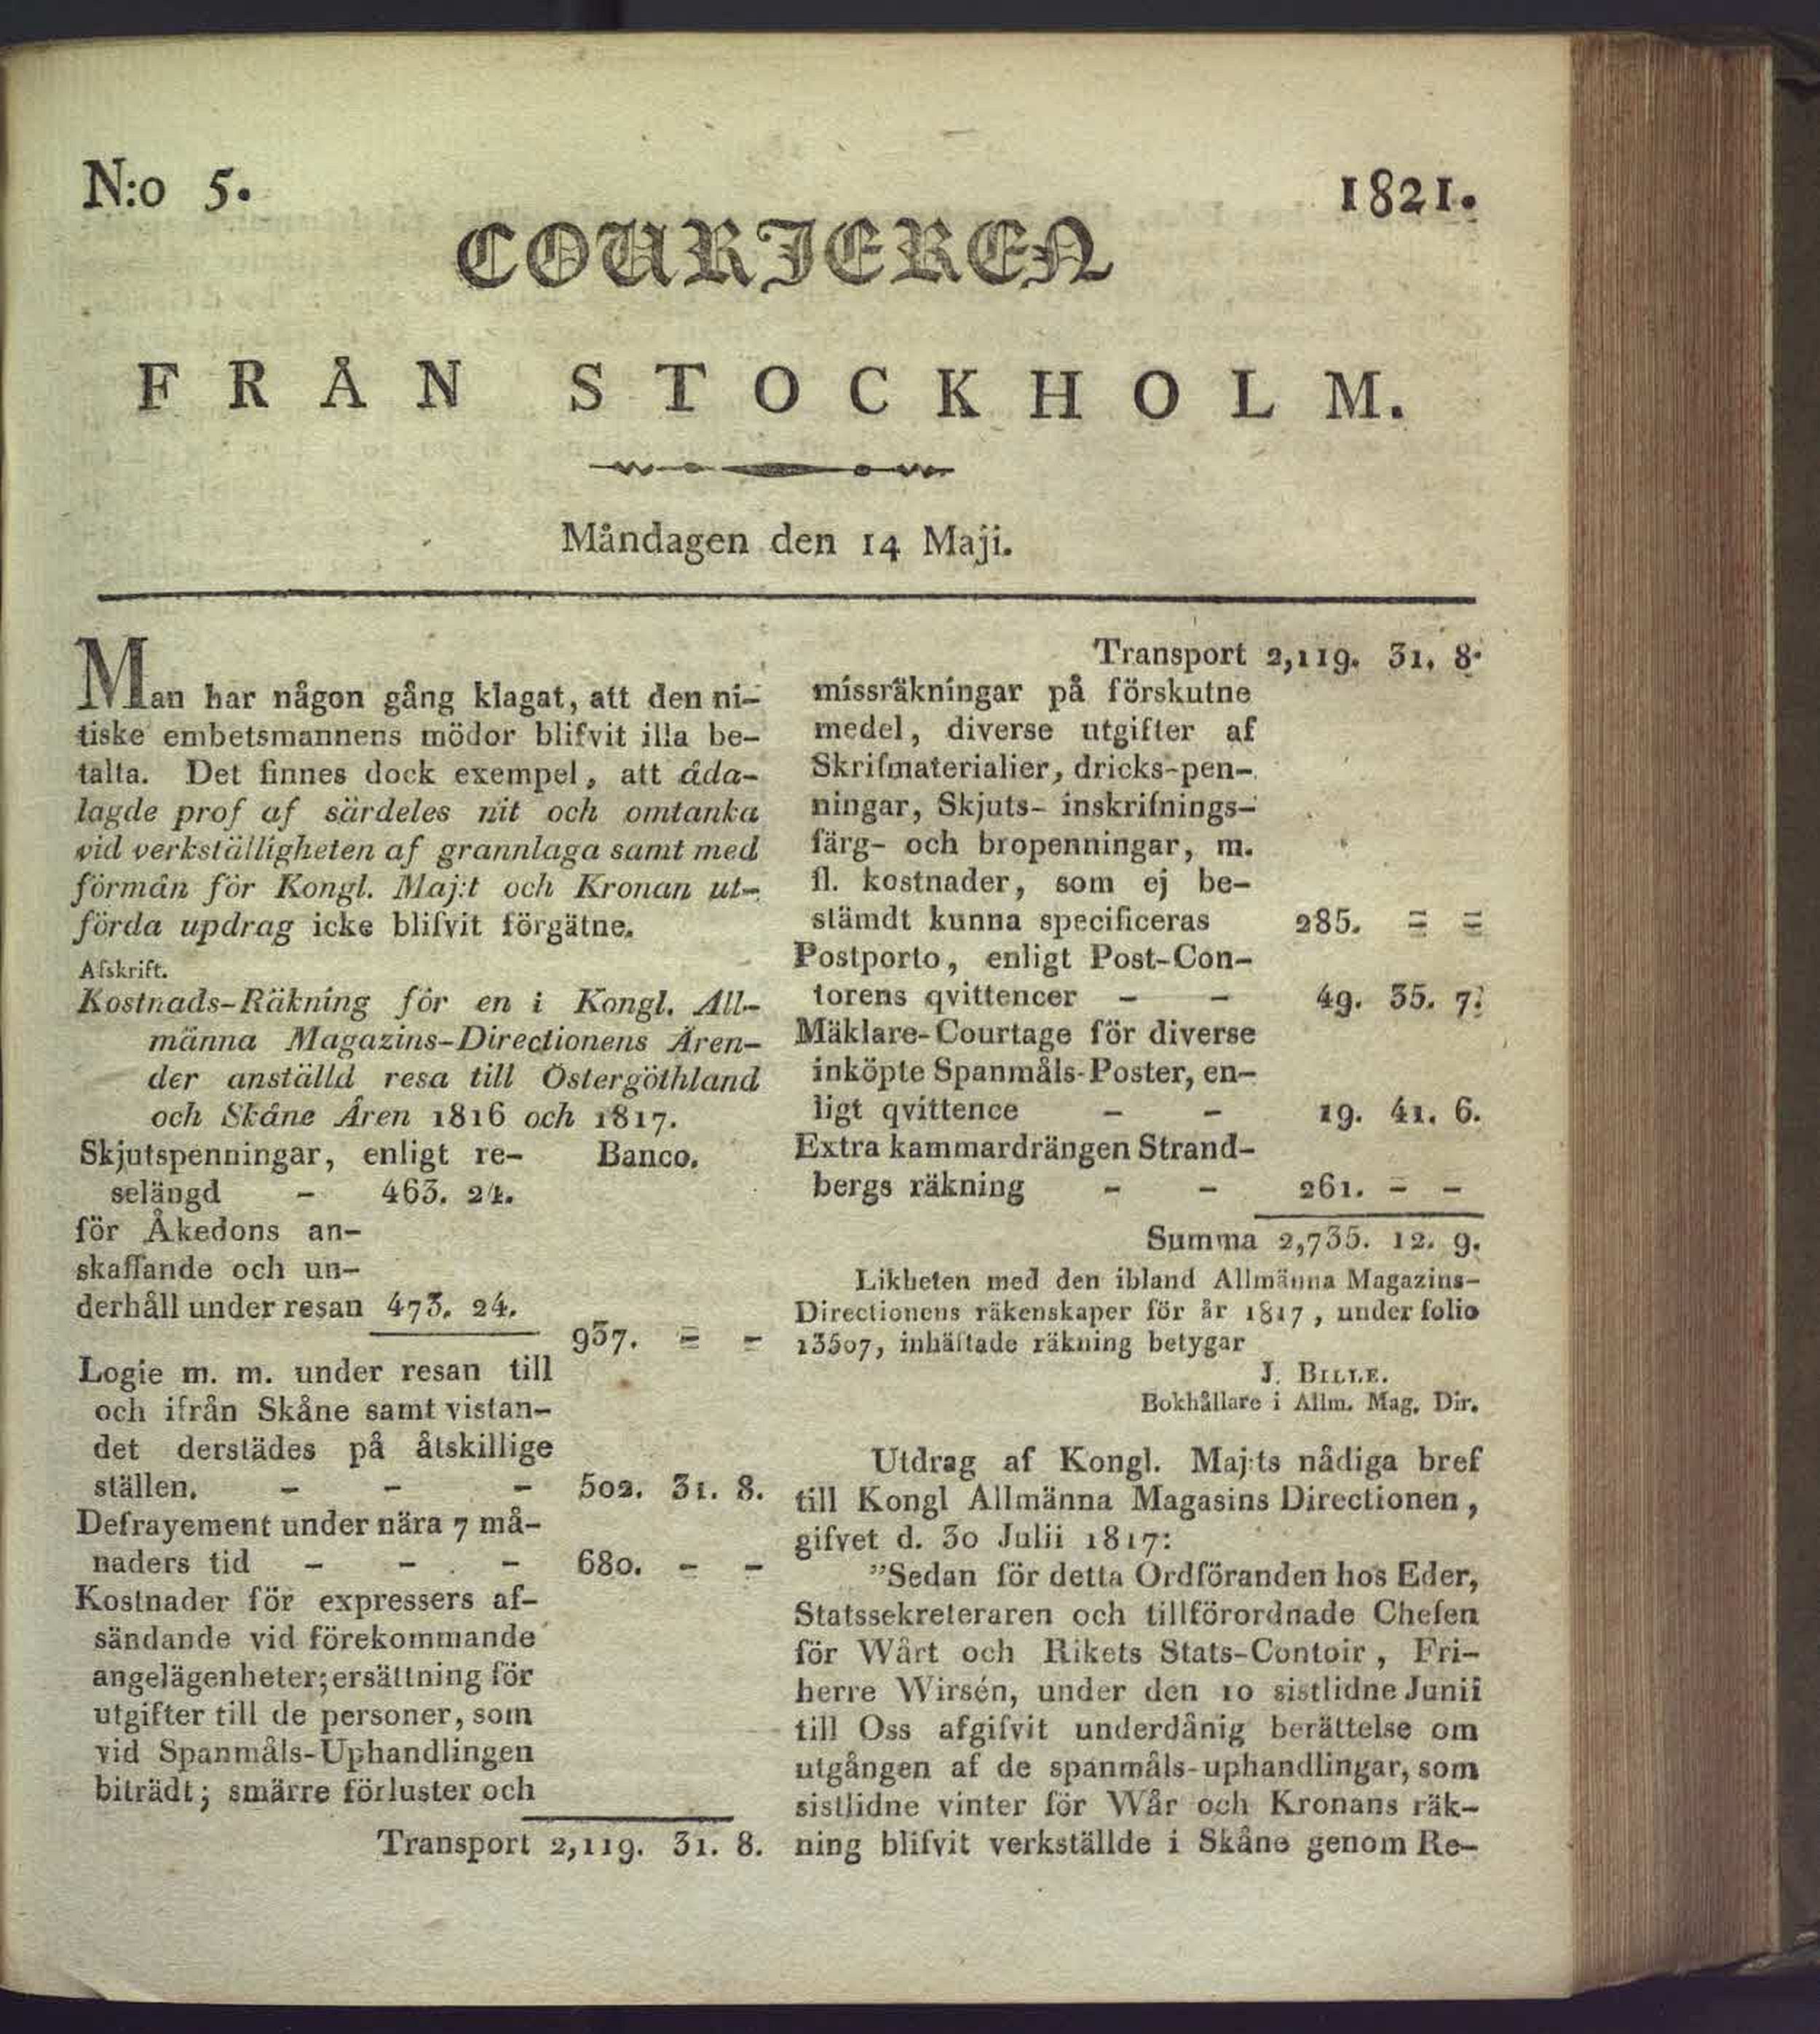 N:o 5.
1821.
COURIEREN
FRÅN STOCKHOLM.
Måndagen den 14 Maji.
Man har någon gång klagat, att den ni-
tiske embetsmannens mödor blifvit illa be-
talta. Det finnes dock exempel, att åda-
lagde prof af särdeles nit och omtanka
vid verkställigheten af grannlaga samt med
förmån för Kongl. Maj:t och Kronan ut-
förda updrag icke blifvit förgätne.
Afskrift.
Kostnads-Räkning för en i Kongl. All-
männa Magazins-Directionens Ären-
der anställd resa till Östergöthland
och Skåne Åren 1816 och 1817.
Skjutspenningar, enligt re- Banco.
selängd - 463. 24.
för Åkedons an-
skaffande och un-
derhåll under resan 473. 24.
937. = -
Logie m. m. under resan till
och ifrån Skåne samt vistan-
det derstädes på åtskillige
ställen. - - - 502. 31. 8.
Defrayement under nära 7 må-
naders tid - - - 680. - -
Kostnader för expressers af-
sändande vid förekommande
angelägenheter; ersättning för
utgifter till de personer, som
vid Spanmåls-Uphandlingen
biträdt; smärre förluster och
Transport 2,119. 31. 8.
Transport 2,119. 31. 8.
missräkningar på förskutne
medel, diverse utgifter af
Skrifmaterialier, dricks-pen-
ningar, Skjuts- inskrifnings-
färg- och bropenningar, m.
fl. kostnader, som ej be-
stämdt kunna specificeras 285. = =
Postporto, enligt Post-Con-
torens qvittencer - - 49. 35. 7.
Mäklare-Courtage för diverse
inköpte Spanmåls-Poster, en-
ligt qvittence - - 19. 41. 6.
Extra kammardrängen Strand-
bergs räkning - - 261. - -
Summa 2,735. 12. 9.
Likheten med den ibland Allmänna Magazins-
Directionens räkenskaper för år 1817, under folio
13507, inhäftade räkning betygar
J. BILLE.
Bokhållare i Allm. Mag. Dir.
Utdrag af Kongl. Maj:ts nådiga bref
till Kongl Allmänna Magasins Directionen,
gifvet d. 30 Julii 1817:
"Sedan för detta Ordföranden hos Eder,
Statssekreteraren och tillförordnade Chefen
för Wårt och Rikets Stats-Contoir, Fri-
herre Wirsén, under den 10 sistlidne Junii
till Oss afgifvit underdånig berättelse om
utgången af de spanmåls-uphandlingar, som
sistlidne vinter för Wår och Kronans räk-
ning blifvit verkställde i Skåne genom Re-